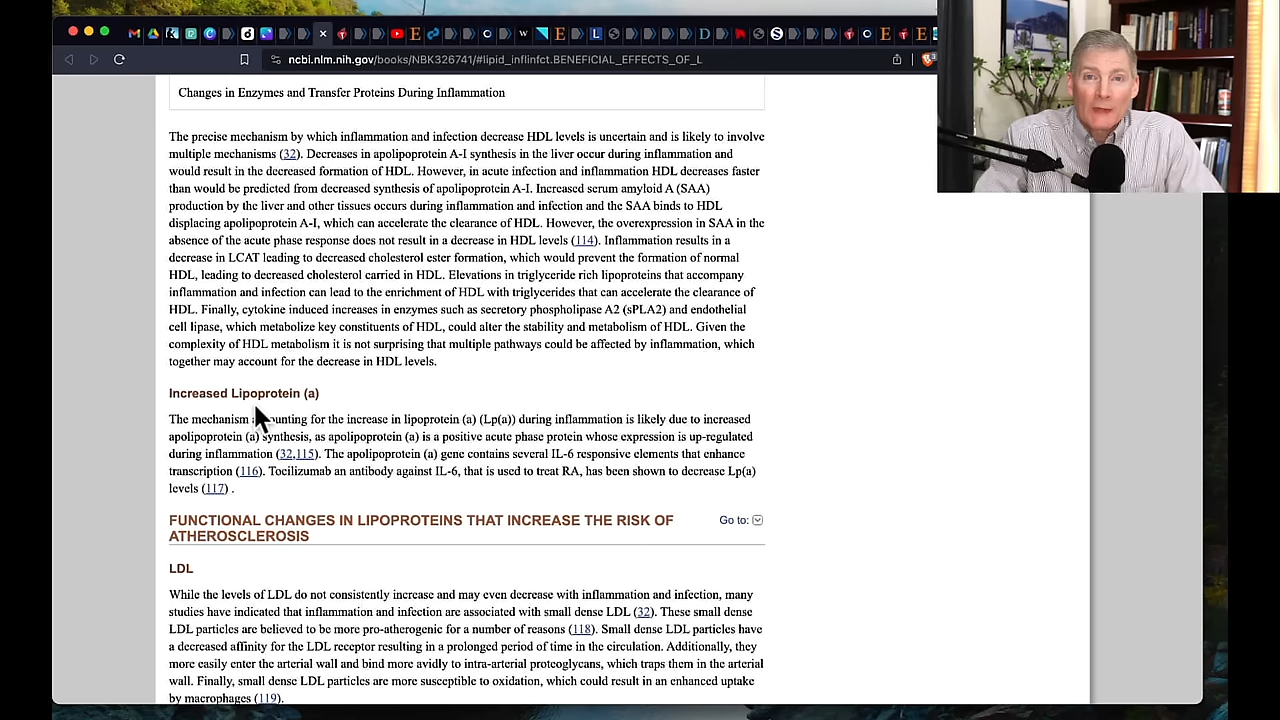 ncbi.nlm.nih.gov/books/NBK326741/#lipid_inflinfct.BENEFICIAL_EFFECTS_OF_L
Changes in Enzymes and Transfer Proteins During Inflammation
The precise mechanism by which inflammation and infection decrease HDL levels is uncertain and is likely to involve
multiple mechanisms (32). Decreases in apolipoprotein A-I synthesis in the liver occur during inflammation and
would result in the decreased formation of HDL. However, in acute infection and inflammation HDL decreases faster
than would be predicted from decreased synthesis of apolipoprotein A-I. Increased serum amyloid A (SAA)
production by the liver and other tissues occurs during inflammation and infection and the SAA binds to HDL
displacing apolipoprotein A-I, which can accelerate the clearance of HDL. However, the overexpression in SAA in the
absence of the acute phase response does not result in a decrease in HDL levels (114). Inflammation results in a
decrease in LCAT leading to decreased cholesterol ester formation, which would prevent the formation of normal
HDL, leading to decreased cholesterol carried in HDL. Elevations in triglyceride rich lipoproteins that accompany
inflammation and infection can lead to the enrichment of HDL with triglycerides that can accelerate the clearance of
HDL. Finally, cytokine induced increases in enzymes such as secretory phospholipase A2 (sPLA2) and endothelial
cell lipase, which metabolize key constituents of HDL, could alter the stability and metabolism of HDL. Given the
complexity of HDL metabolism it is not surprising that multiple pathways could be affected by inflammation, which
together may account for the decrease in HDL levels.
Increased Lipoprotein (a)
The mechanism unting for the increase in lipoprotein (a) (Lp(a)) during inflammation is likely due to increased
apolipoprotein (a) synthesis, as apolipoprotein (a) is a positive acute phase protein whose expression is up-regulated
during inflammation (32,115). The apolipoprotein (a) gene contains several IL-6 responsive elements that enhance
transcription (116). Tocilizumab an antibody against IL-6, that is used to treat RA, has been shown to decrease Lp(a)
levels (117) .
FUNCTIONAL CHANGES IN LIPOPROTEINS THAT INCREASE THE RISK OF
ATHEROSCLEROSIS
Go to:
LDL
While the levels of LDL do not consistently increase and may even decrease with inflammation and infection, many
studies have indicated that inflammation and infection are associated with small dense LDL (32). These small dense
LDL particles are believed to be more pro-atherogenic for a number of reasons (118). Small dense LDL particles have
a decreased affinity for the LDL receptor resulting in a prolonged period of time in the circulation. Additionally, they
more easily enter the arterial wall and bind more avidly to intra-arterial proteoglycans, which traps them in the arterial
wall. Finally, small dense LDL particles are more susceptible to oxidation, which could result in an enhanced uptake
by macrophages (119).